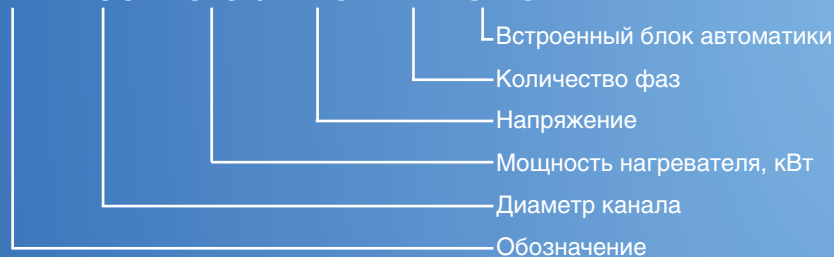 Встроенный блок автоматики
Количество фаз
Напряжение
Мощность нагревателя, кВт
Диаметр канала
Обозначение